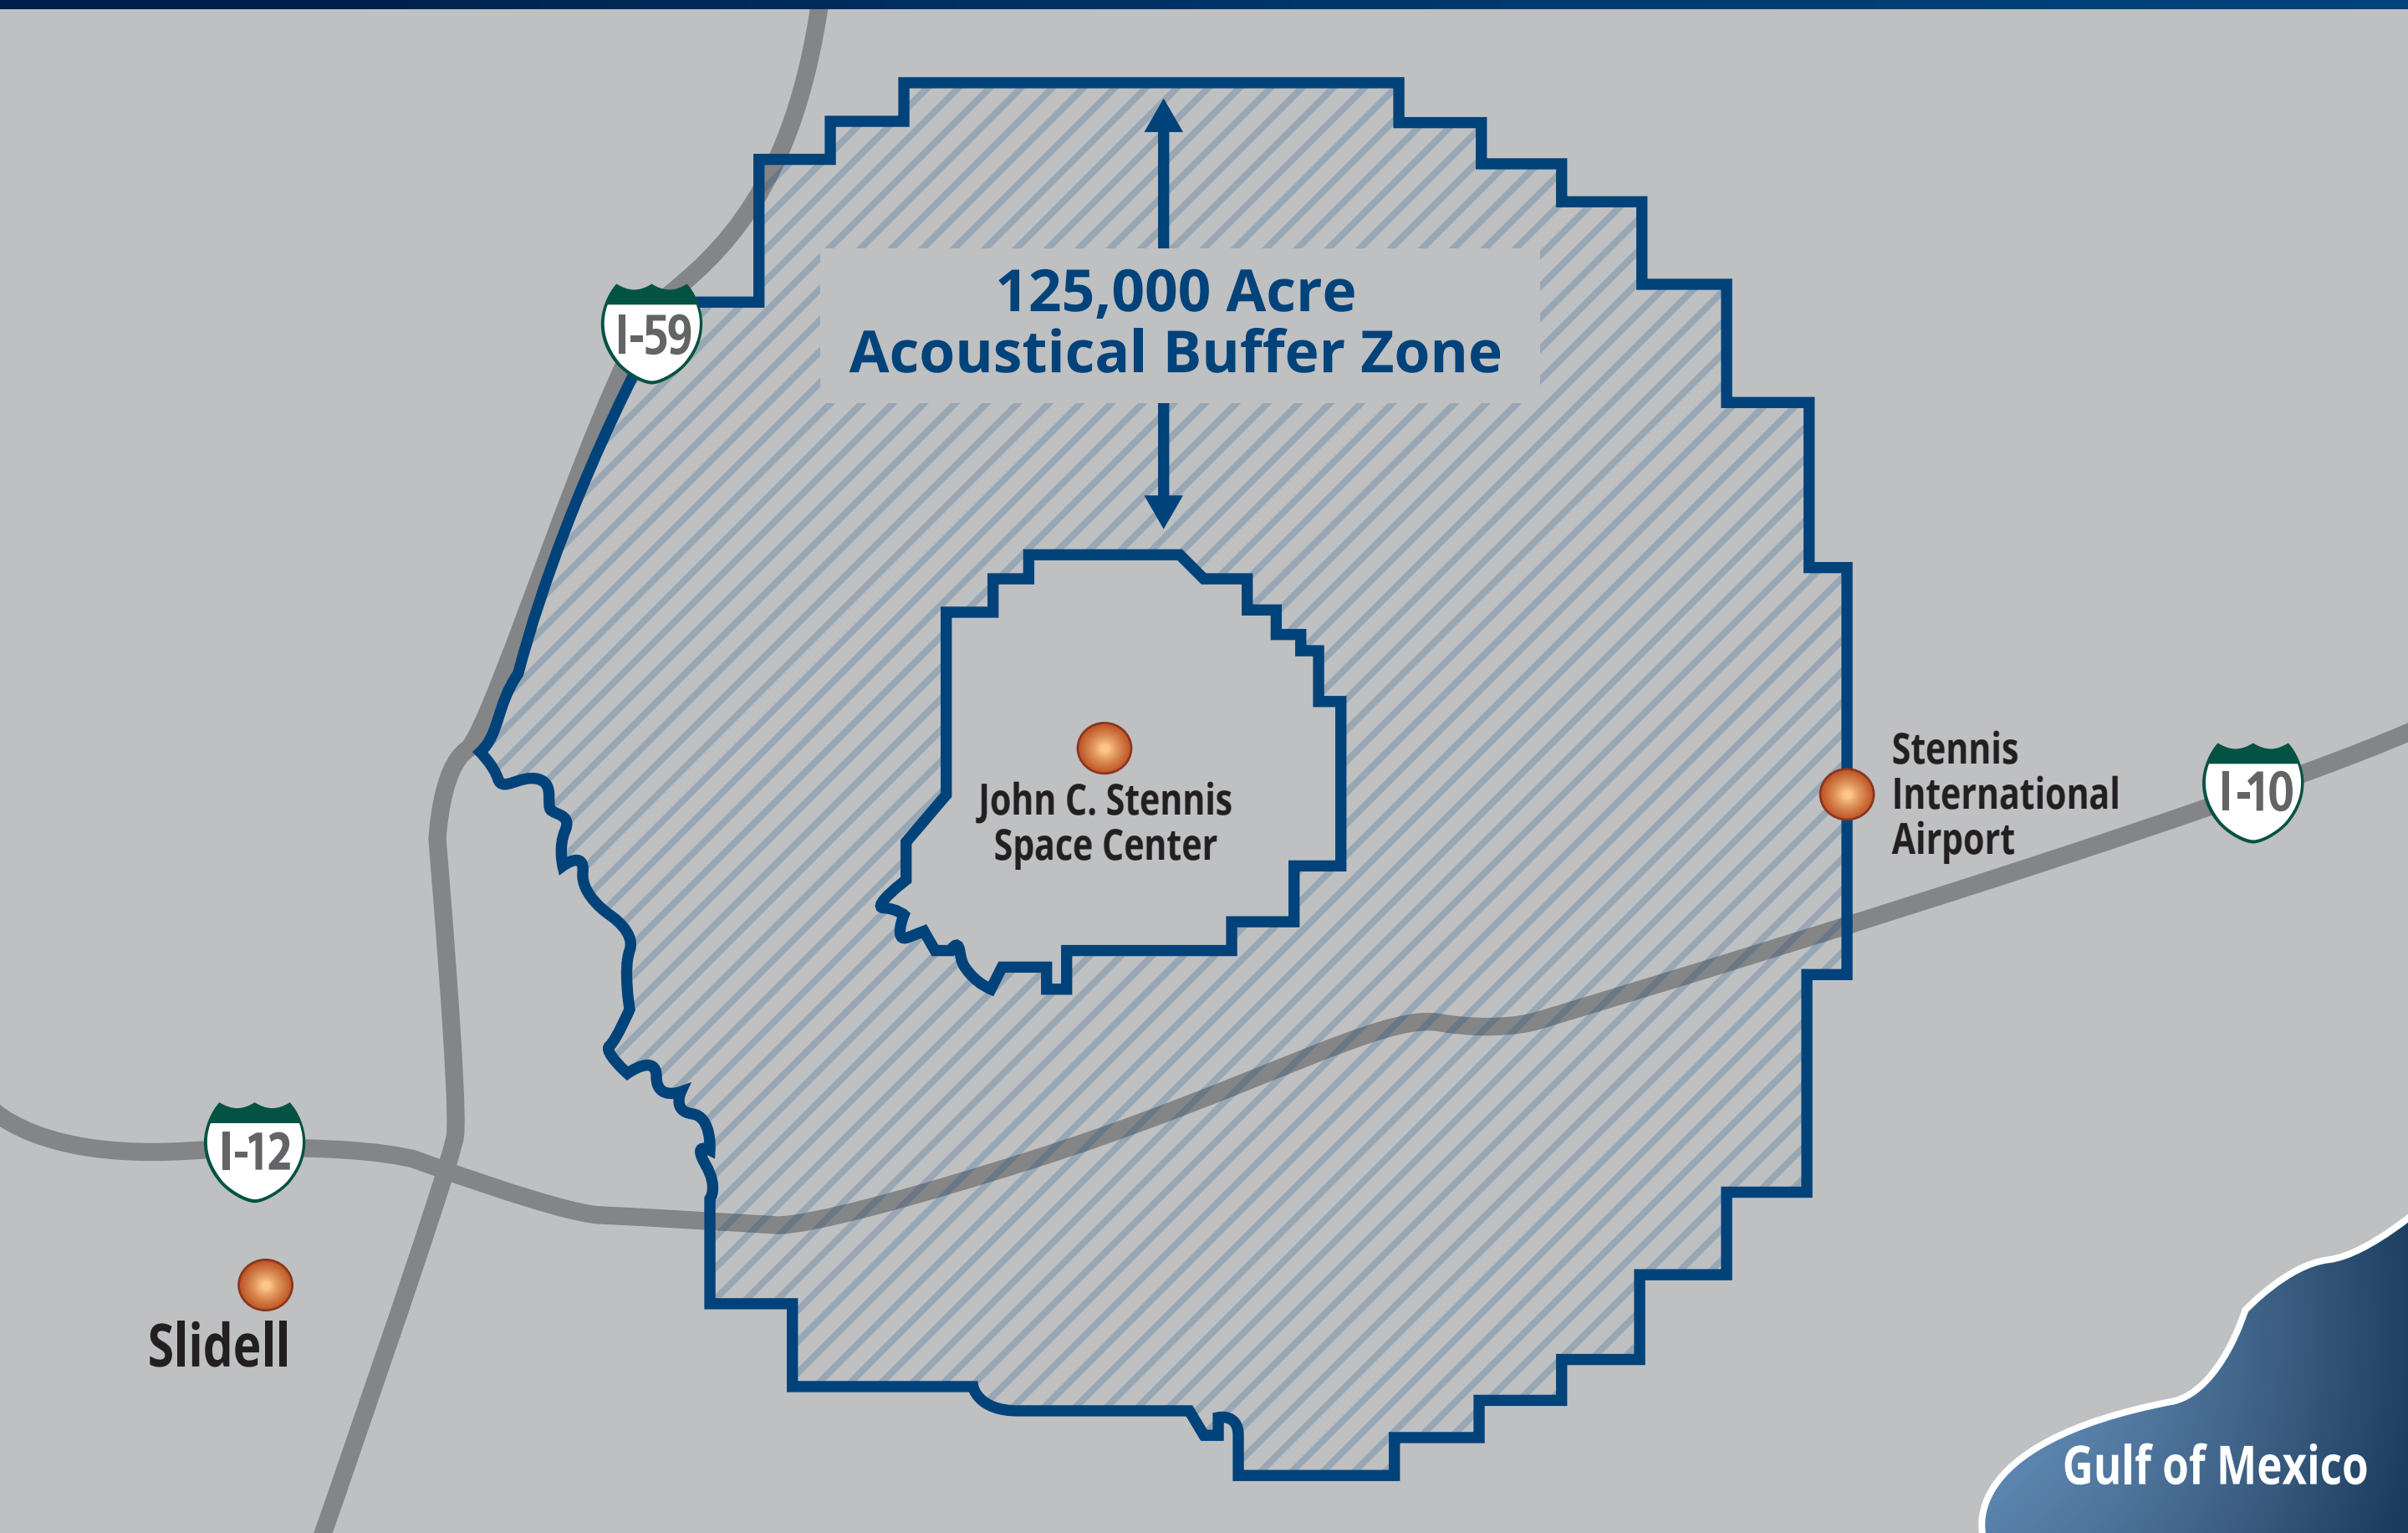 125,000 Acre
Acoustical Buffer Zone
I-59
John C. Stennis
Space Center
Stennis
International
Airport
I-10
I-12
Slidell
Gulf of Mexico